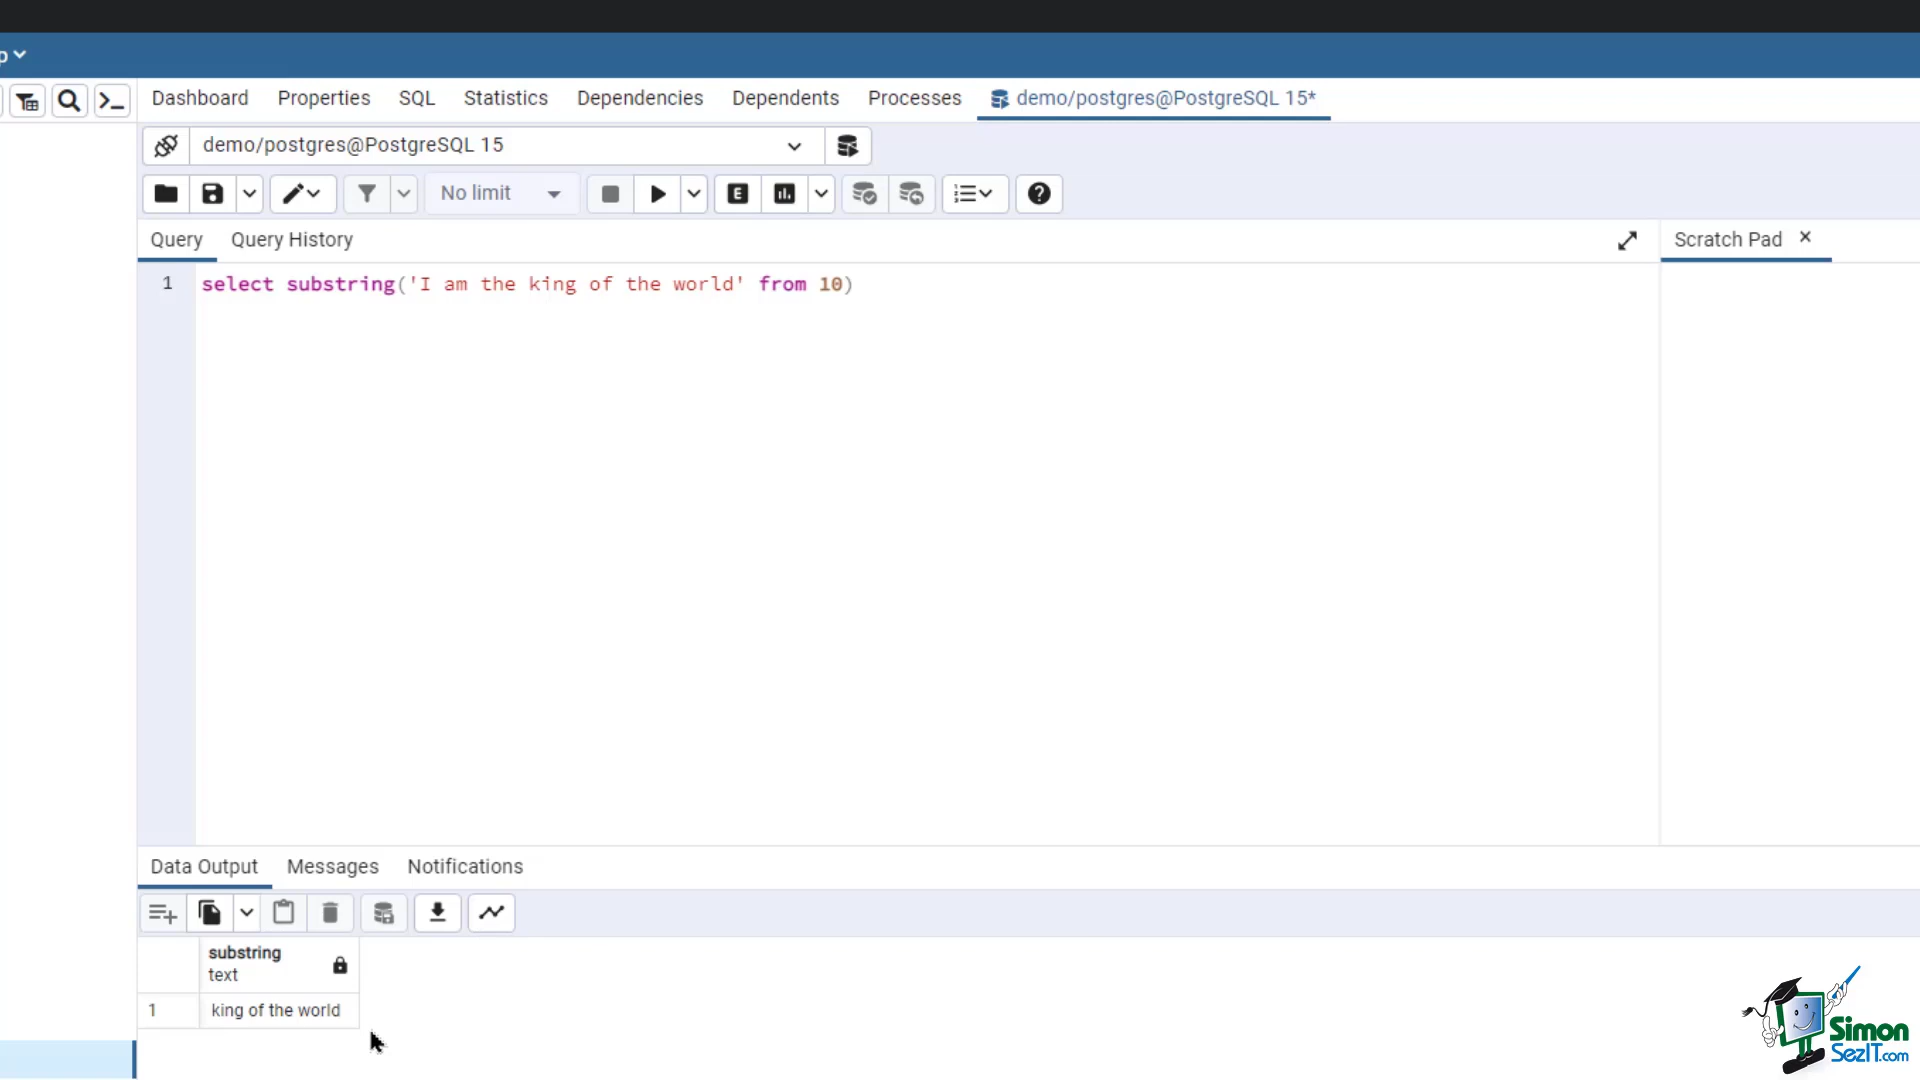 p
Dashboard Properties SQL Statistics Dependencies Dependents Processes demo/postgres@PostgreSQL 15*
demo/postgres@PostgreSQL 15
No limit E
Query Query History Scratch Pad
1 select substring('I am the king of the world' from 10)
Data Output Messages Notifications
substring
text
1 king of the world
Simon
SezIT.com